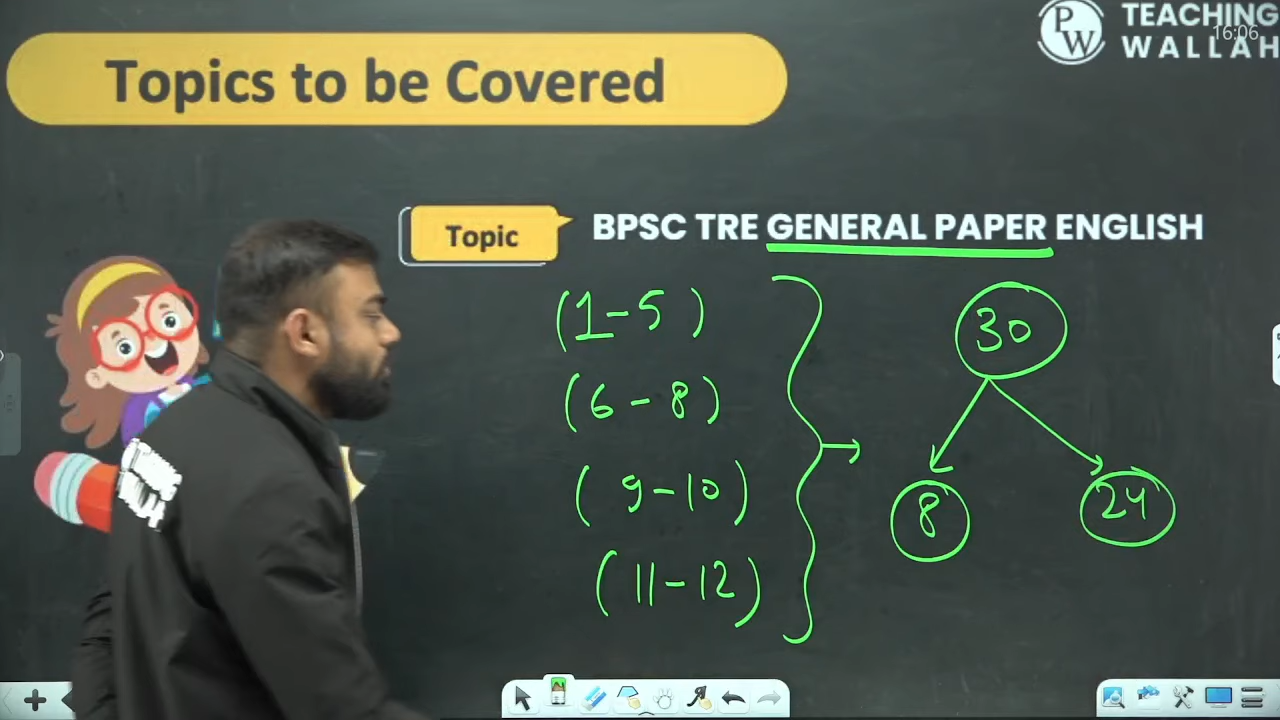 TEACHING
WALLAH
PW
16:06
Topics to be Covered
Topic
BPSC TRE GENERAL PAPER ENGLISH
(1-5)
(6-8)
(9-10)
(11-12)
30
8
24